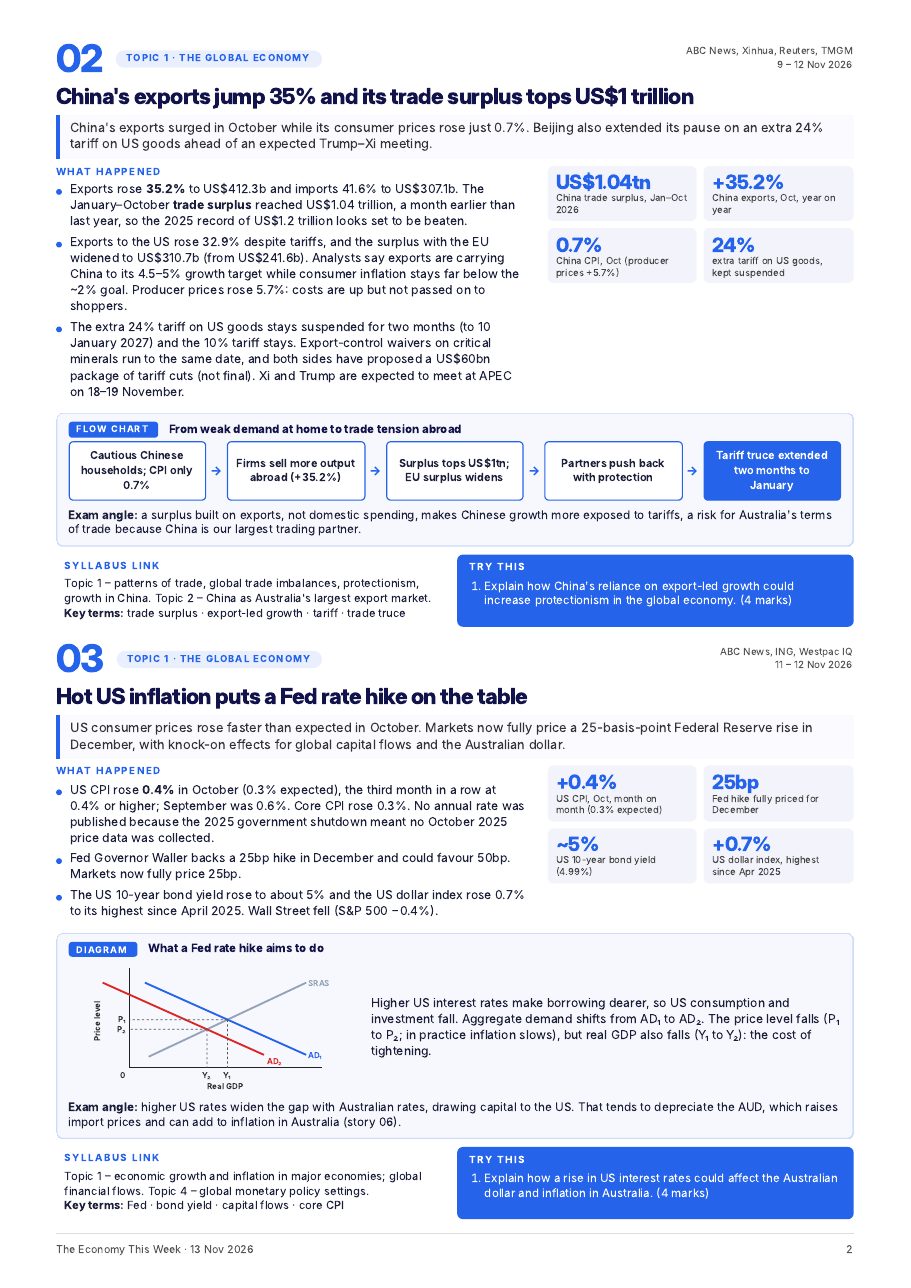 02
TOPIC 1 · THE GLOBAL ECONOMY
ABC News, Xinhua, Reuters, TMGM
9 – 12 Nov 2026
China's exports jump 35% and its trade surplus tops US$1 trillion
China's exports surged in October while its consumer prices rose just 0.7%. Beijing also extended its pause on an extra 24%
tariff on US goods ahead of an expected Trump–Xi meeting.
WHAT HAPPENED
Exports rose 35.2% to US$412.3b and imports 41.6% to US$307.1b. The
January–October trade surplus reached US$1.04 trillion, a month earlier than
last year, so the 2025 record of US$1.2 trillion looks set to be beaten.
Exports to the US rose 32.9% despite tariffs, and the surplus with the EU
widened to US$310.7b (from US$241.6b). Analysts say exports are carrying
China to its 4.5–5% growth target while consumer inflation stays far below the
~2% goal. Producer prices rose 5.7%: costs are up but not passed on to
shoppers.
The extra 24% tariff on US goods stays suspended for two months (to 10
January 2027) and the 10% tariff stays. Export-control waivers on critical
minerals run to the same date, and both sides have proposed a US$60bn
package of tariff cuts (not final). Xi and Trump are expected to meet at APEC
on 18–19 November.
US$1.04tn
China trade surplus, Jan–Oct
2026
+35.2%
China exports, Oct, year on
year
0.7%
China CPI, Oct (producer
prices +5.7%)
24%
extra tariff on US goods,
kept suspended
FLOW CHART
From weak demand at home to trade tension abroad
Cautious Chinese
households; CPI only
0.7%
→
Firms sell more output
abroad (+35.2%)
→
Surplus tops US$1tn;
EU surplus widens
→
Partners push back
with protection
→
Tariff truce extended
two months to
January
Exam angle: a surplus built on exports, not domestic spending, makes Chinese growth more exposed to tariffs, a risk for Australia's terms
of trade because China is our largest trading partner.
SYLLABUS LINK
Topic 1 – patterns of trade, global trade imbalances, protectionism,
growth in China. Topic 2 – China as Australia's largest export market.
Key terms: trade surplus · export-led growth · tariff · trade truce
TRY THIS
1. Explain how China's reliance on export-led growth could
increase protectionism in the global economy. (4 marks)
03
TOPIC 1 · THE GLOBAL ECONOMY
ABC News, ING, Westpac IQ
11 – 12 Nov 2026
Hot US inflation puts a Fed rate hike on the table
US consumer prices rose faster than expected in October. Markets now fully price a 25-basis-point Federal Reserve rise in
December, with knock-on effects for global capital flows and the Australian dollar.
WHAT HAPPENED
US CPI rose 0.4% in October (0.3% expected), the third month in a row at
0.4% or higher; September was 0.6%. Core CPI rose 0.3%. No annual rate was
published because the 2025 government shutdown meant no October 2025
price data was collected.
Fed Governor Waller backs a 25bp hike in December and could favour 50bp.
Markets now fully price 25bp.
The US 10-year bond yield rose to about 5% and the US dollar index rose 0.7%
to its highest since April 2025. Wall Street fell (S&P 500 −0.4%).
+0.4%
US CPI, Oct, month on
month (0.3% expected)
25bp
Fed hike fully priced for
December
~5%
US 10-year bond yield
(4.99%)
+0.7%
US dollar index, highest
since Apr 2025
DIAGRAM
What a Fed rate hike aims to do
Price level
SRAS
P₁
P₂
AD₁
AD₂
0
Y₂
Y₁
Real GDP
Higher US interest rates make borrowing dearer, so US consumption and
investment fall. Aggregate demand shifts from AD₁ to AD₂. The price level falls (P₁
to P₂; in practice inflation slows), but real GDP also falls (Y₁ to Y₂): the cost of
tightening.
Exam angle: higher US rates widen the gap with Australian rates, drawing capital to the US. That tends to depreciate the AUD, which raises
import prices and can add to inflation in Australia (story 06).
SYLLABUS LINK
Topic 1 – economic growth and inflation in major economies; global
financial flows. Topic 4 – global monetary policy settings.
Key terms: Fed · bond yield · capital flows · core CPI
TRY THIS
1. Explain how a rise in US interest rates could affect the Australian
dollar and inflation in Australia. (4 marks)
The Economy This Week · 13 Nov 2026
2